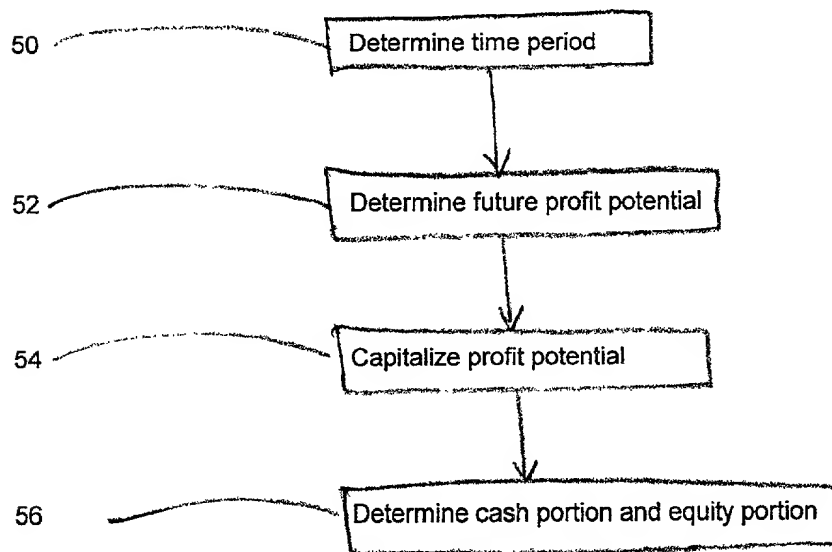 50 Determine time period
52 Determine future profit potential
54 Capitalize profit potential
56 Determine cash portion and equity portion